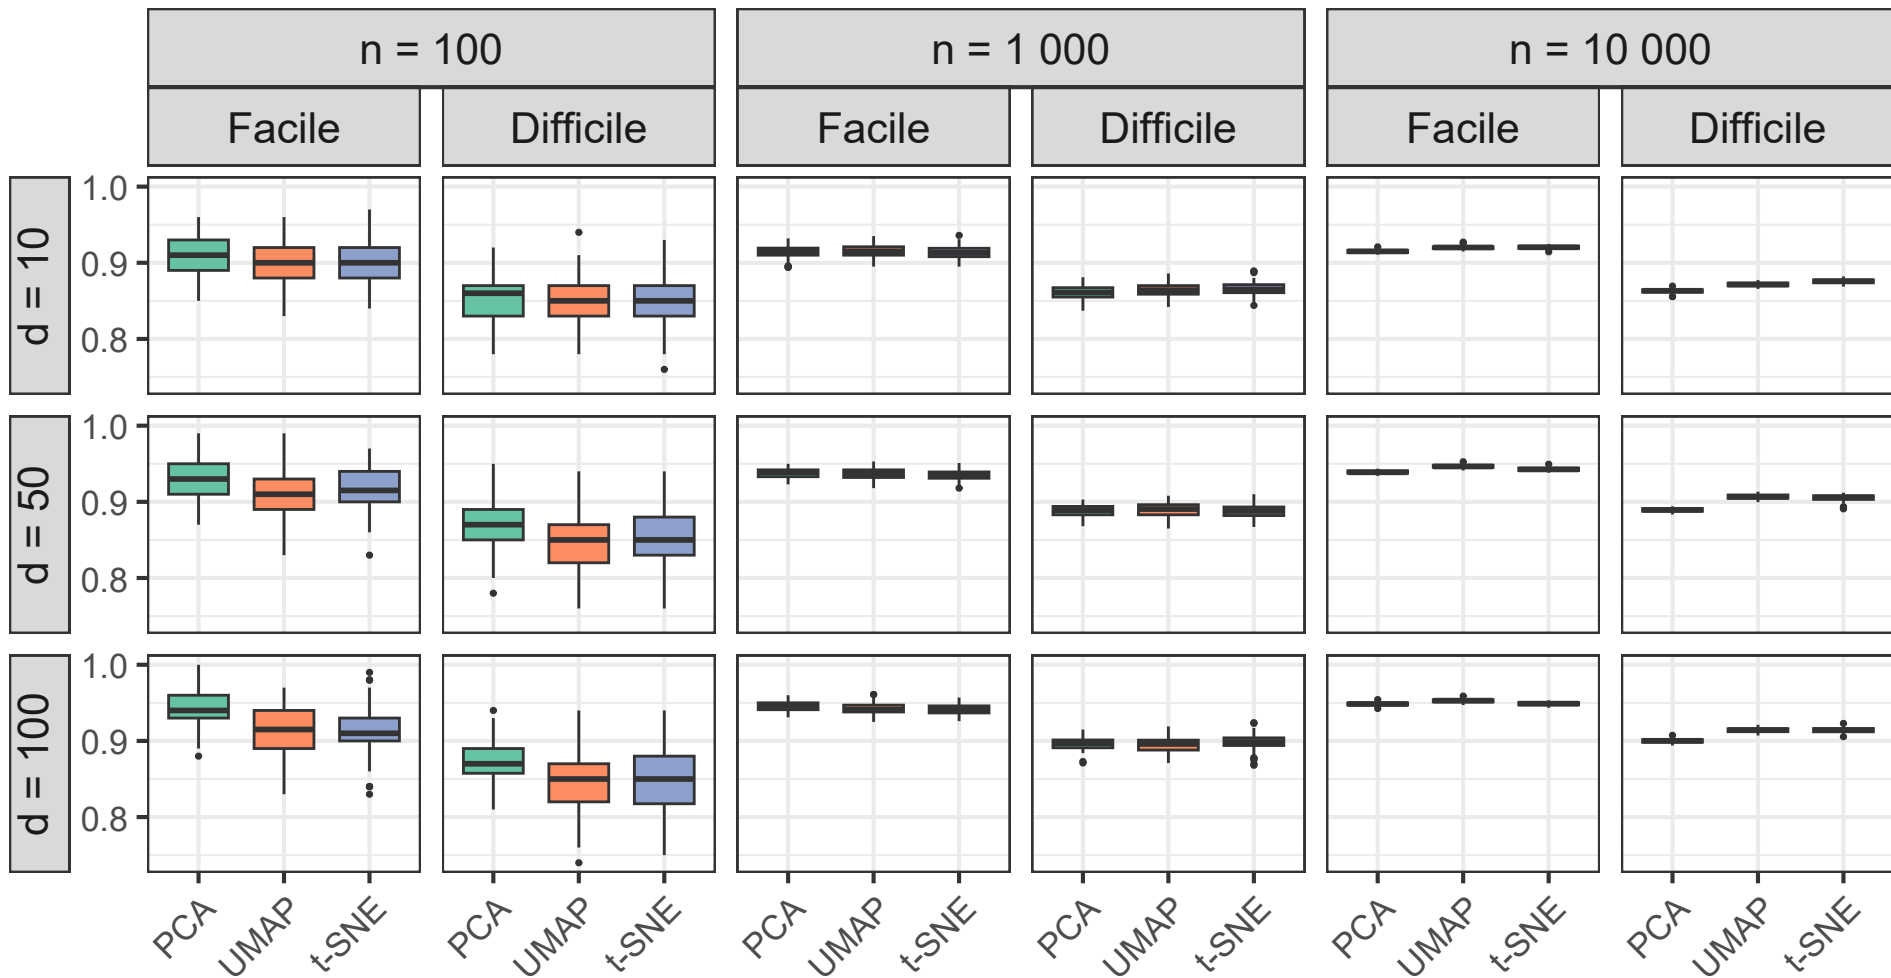 n = 100
n = 1 000
n = 10 000
Facile
Difficile
Facile
Difficile
Facile
Difficile
d = 10
1.0
0.9
0.8
d = 50
1.0
0.9
0.8
d = 100
1.0
0.9
0.8
PCA
UMAP
t-SNE
PCA
UMAP
t-SNE
PCA
UMAP
t-SNE
PCA
UMAP
t-SNE
PCA
UMAP
t-SNE
PCA
UMAP
t-SNE